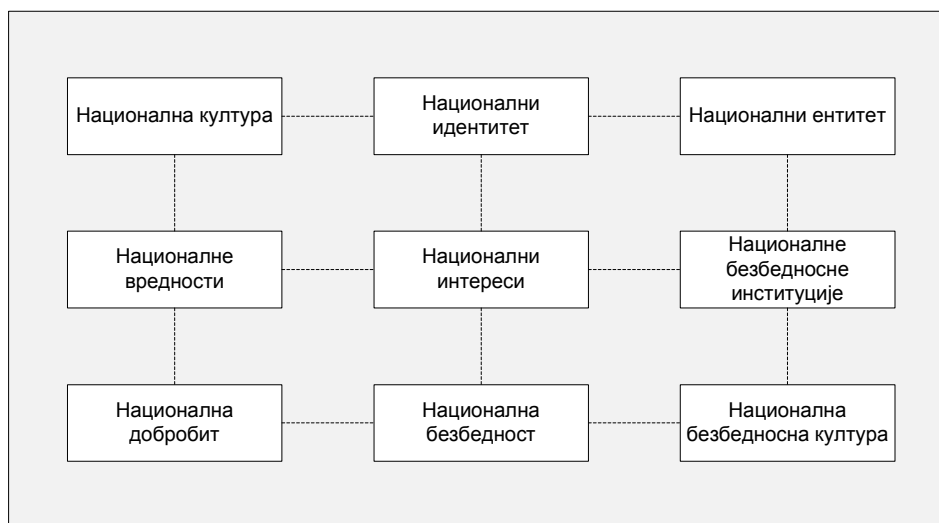 Национална култура
Национални
идентитет
Национални ентитет
Националне
вредности
Национални
интереси
Националне
безбедносне
институције
Национална
добробит
Национална
безбедност
Национална
безбедносна култура